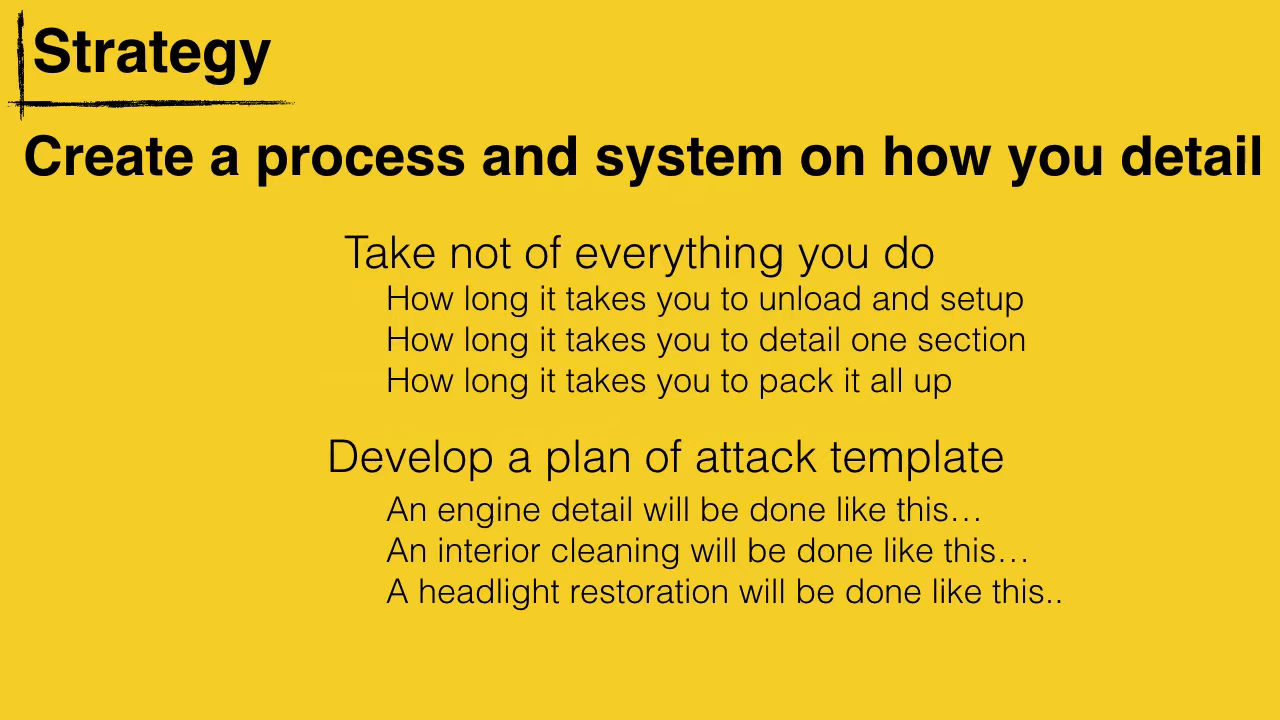 Strategy
Create a process and system on how you detail
Take not of everything you do
How long it takes you to unload and setup
How long it takes you to detail one section
How long it takes you to pack it all up
Develop a plan of attack template
An engine detail will be done like this…
An interior cleaning will be done like this…
A headlight restoration will be done like this..